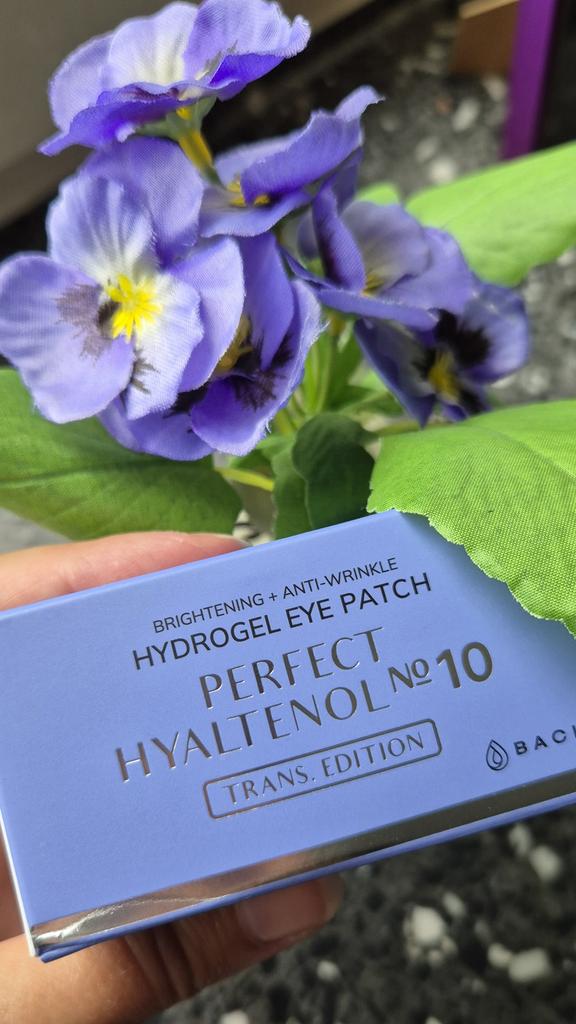 BRIGHTENING + ANTI-WRINKLE
HYDROGEL EYE PATCH
PERFECT
HYALTENOL No 10
TRANS. EDITION